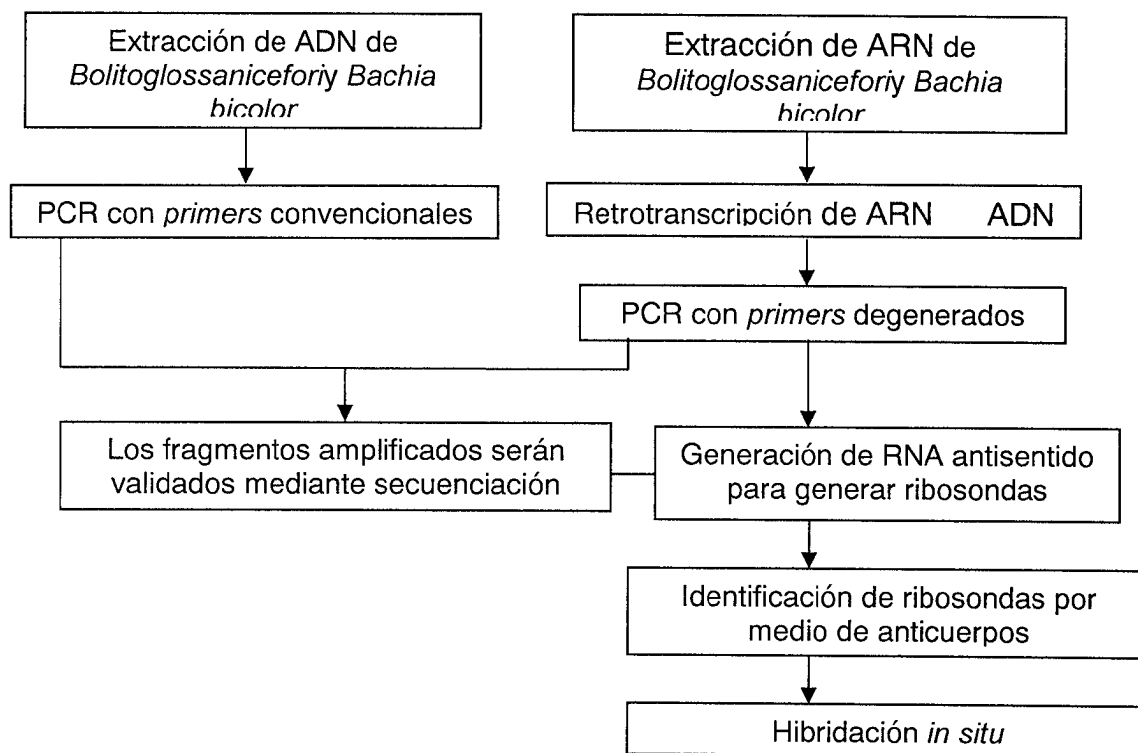 Extracción de ADN de
Bolitoglossaniceforiy Bachia
bicolor
Extracción de ARN de
Bolitoglossaniceforiy Bachia
bicolor
PCR con primers convencionales
Retrotranscripción de ARN ADN
PCR con primers degenerados
Los fragmentos amplificados serán
validados mediante secuenciación
Generación de RNA antisentido
para generar ribosondas
Identificación de ribosondas por
medio de anticuerpos
Hibridación in situ